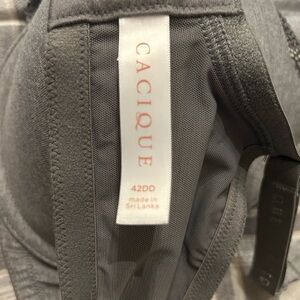 CACIQUE
42DD
made in
Sri Lanka